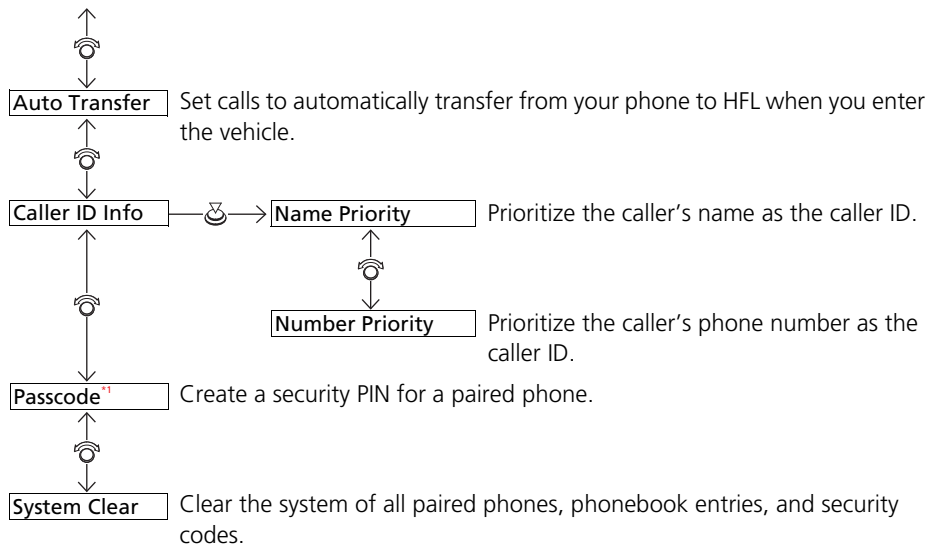 Auto Transfer
Set calls to automatically transfer from your phone to HFL when you enter
the vehicle.
Caller ID Info
Name Priority
Prioritize the caller’s name as the caller ID.
Number Priority
Prioritize the caller’s phone number as the
caller ID.
Passcode*1
Create a security PIN for a paired phone.
System Clear
Clear the system of all paired phones, phonebook entries, and security
codes.